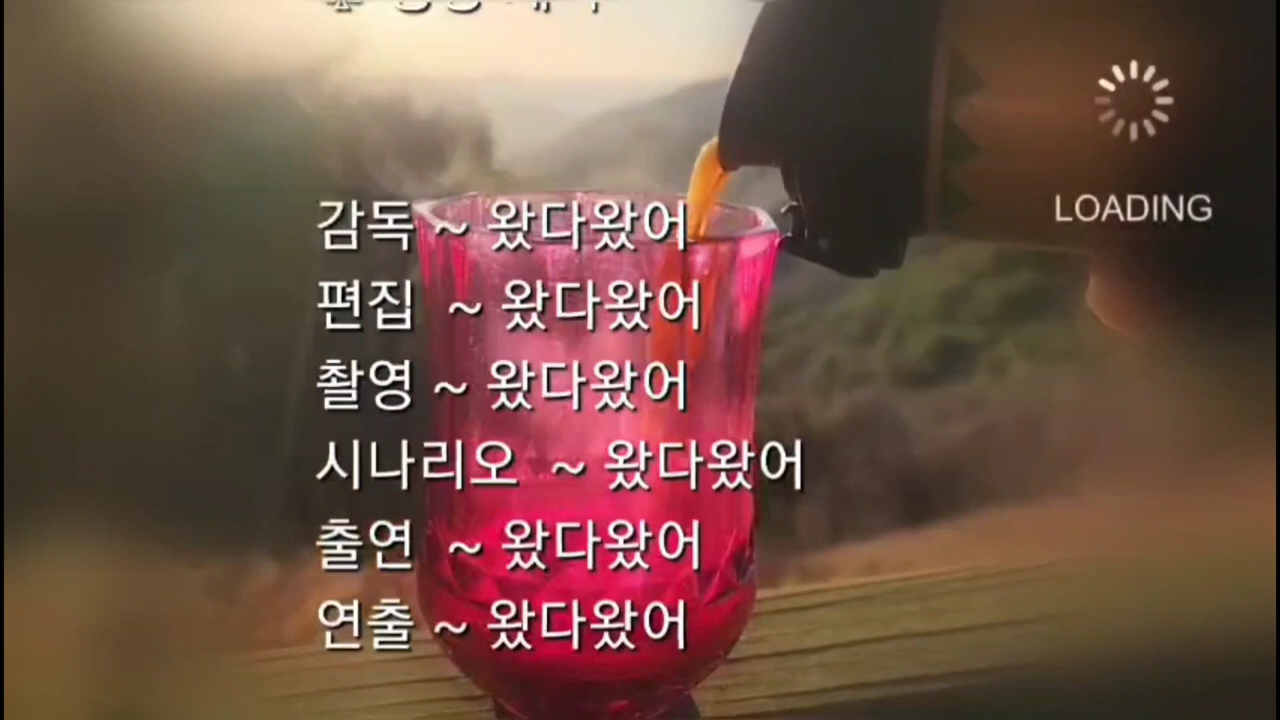 LOADING
감독 ~ 왔다왔어
편집 ~ 왔다왔어
촬영 ~ 왔다왔어
시나리오 ~ 왔다왔어
출연 ~ 왔다왔어
연출 ~ 왔다왔어